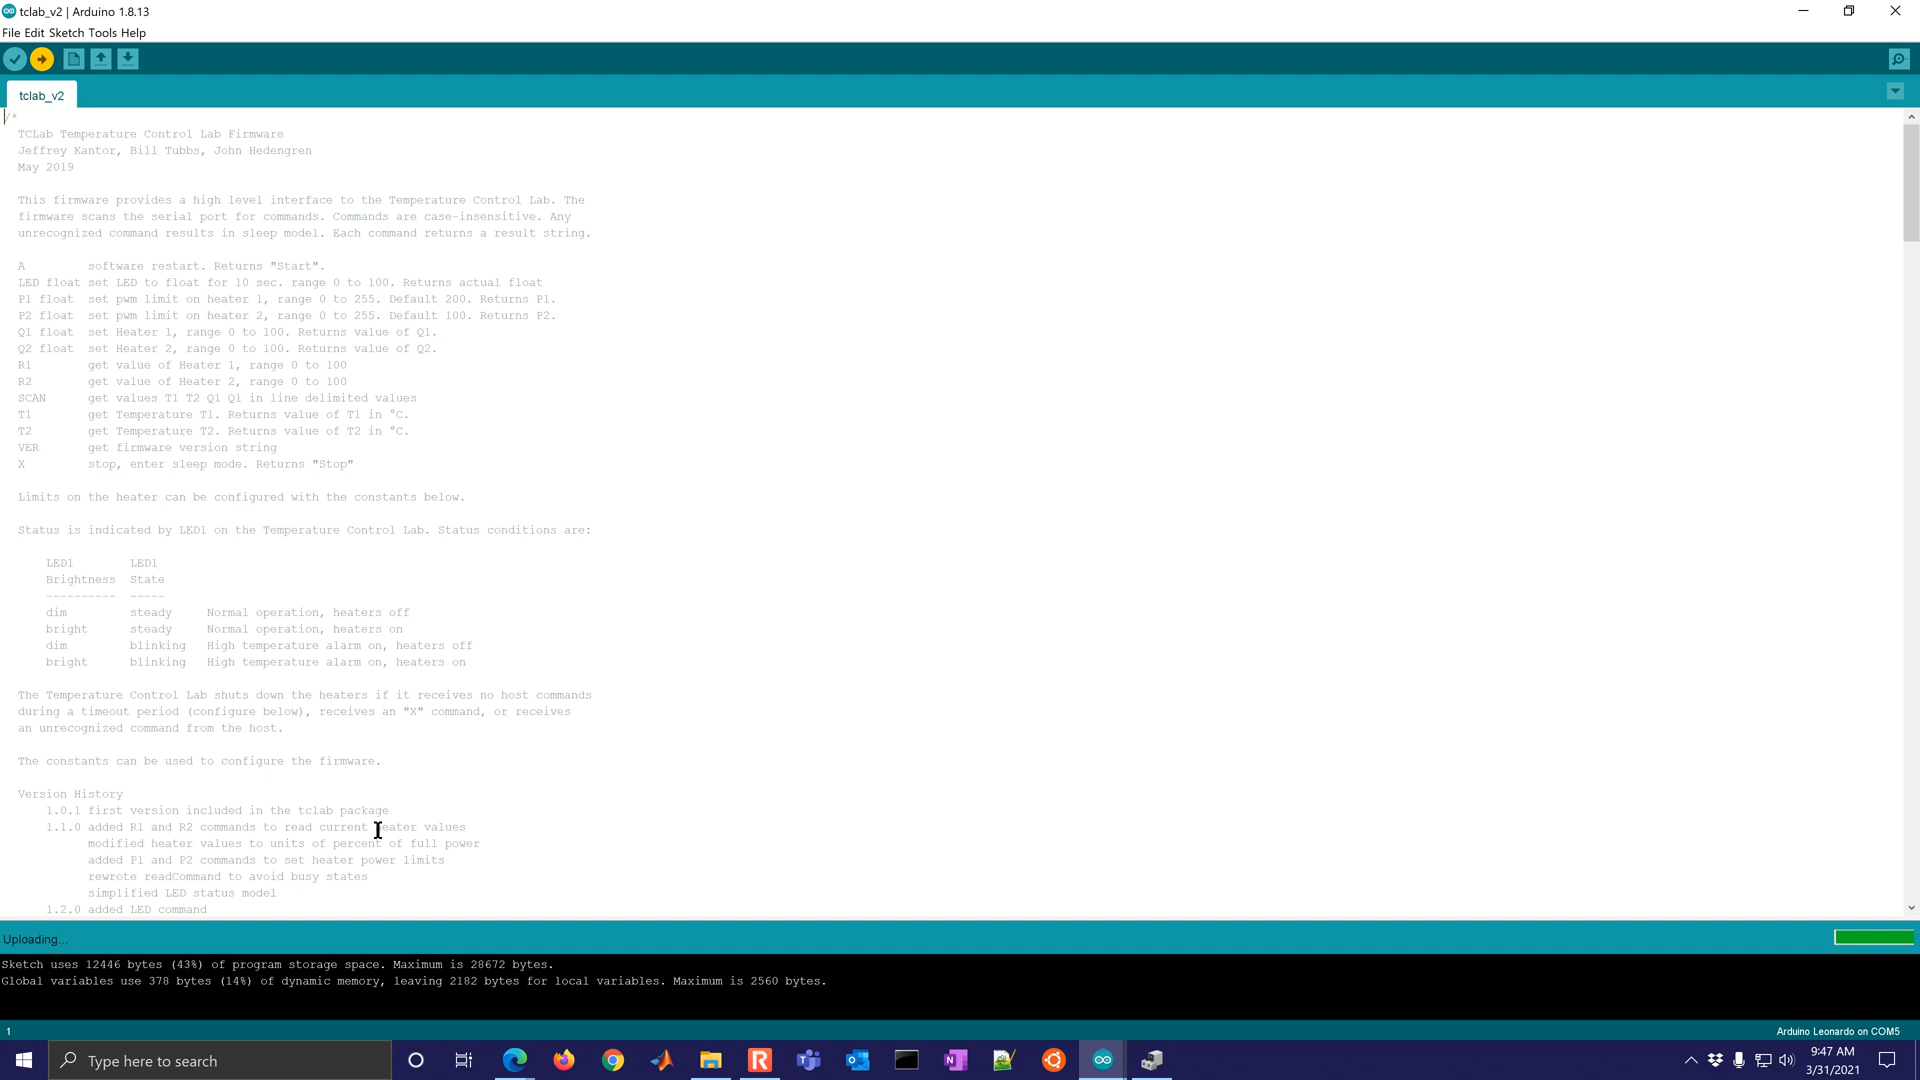 tclab_v2 | Arduino 1.8.13
File Edit Sketch Tools Help
tclab_v2
/*
TCLab Temperature Control Lab Firmware
Jeffrey Kantor, Bill Tubbs, John Hedengren
May 2019
This firmware provides a high level interface to the Temperature Control Lab. The
firmware scans the serial port for commands. Commands are case-insensitive. Any
unrecognized command results in sleep model. Each command returns a result string.
A software restart. Returns "Start".
LED float set LED to float for 10 sec. range 0 to 100. Returns actual float
P1 float set pwm limit on heater 1, range 0 to 255. Default 200. Returns P1.
P2 float set pwm limit on heater 2, range 0 to 255. Default 100. Returns P2.
Q1 float set Heater 1, range 0 to 100. Returns value of Q1.
Q2 float set Heater 2, range 0 to 100. Returns value of Q2.
R1 get value of Heater 1, range 0 to 100
R2 get value of Heater 2, range 0 to 100
SCAN get values T1 T2 Q1 Q1 in line delimited values
T1 get Temperature T1. Returns value of T1 in °C.
T2 get Temperature T2. Returns value of T2 in °C.
VER get firmware version string
X stop, enter sleep mode. Returns "Stop"
Limits on the heater can be configured with the constants below.
Status is indicated by LED1 on the Temperature Control Lab. Status conditions are:
LED1 LED1
Brightness State
---------- -----
dim steady Normal operation, heaters off
bright steady Normal operation, heaters on
dim blinking High temperature alarm on, heaters off
bright blinking High temperature alarm on, heaters on
The Temperature Control Lab shuts down the heaters if it receives no host commands
during a timeout period (configure below), receives an "X" command, or receives
an unrecognized command from the host.
The constants can be used to configure the firmware.
Version History
1.0.1 first version included in the tclab package
1.1.0 added R1 and R2 commands to read current heater values
modified heater values to units of percent of full power
added P1 and P2 commands to set heater power limits
rewrote readCommand to avoid busy states
simplified LED status model
1.2.0 added LED command
Uploading...
Sketch uses 12446 bytes (43%) of program storage space. Maximum is 28672 bytes.
Global variables use 378 bytes (14%) of dynamic memory, leaving 2182 bytes for local variables. Maximum is 2560 bytes.
1
Arduino Leonardo on COM5
Type here to search
9:47 AM
3/31/2021